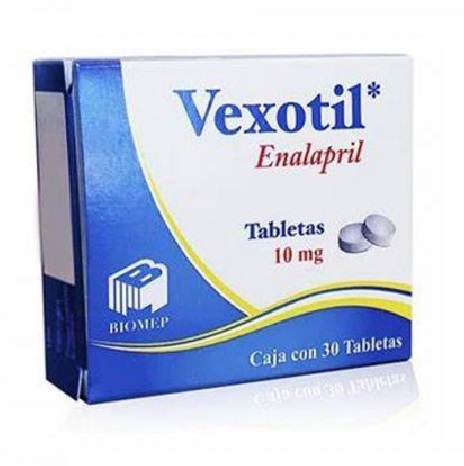 Vexotil*
Enalapril
Tabletas
10 mg
BIOMEP
Caja con 30 Tabletas